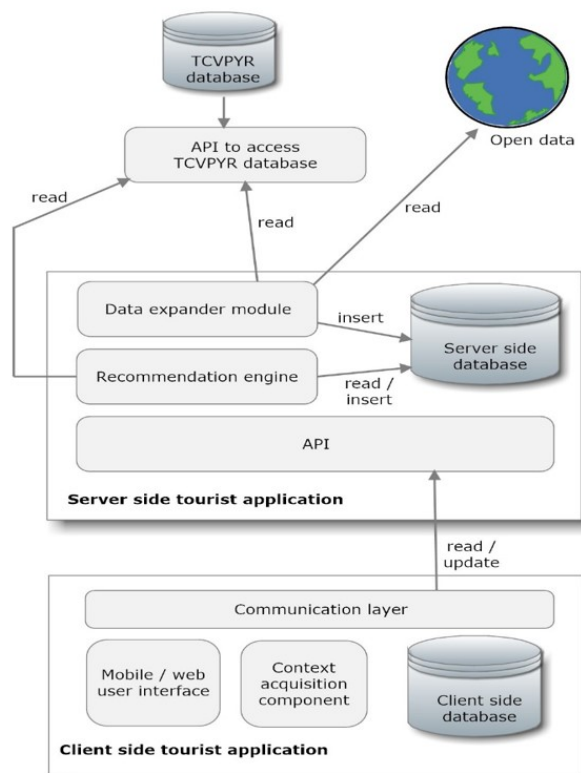 TCVPYR
database
Open data
API to access
TCVPYR database
read
read
read
Data expander module
insert
Server side
database
Recommendation engine
read /
insert
API
Server side tourist application
read /
update
Communication layer
Mobile / web
user interface
Context
acquisition
component
Client side
database
Client side tourist application